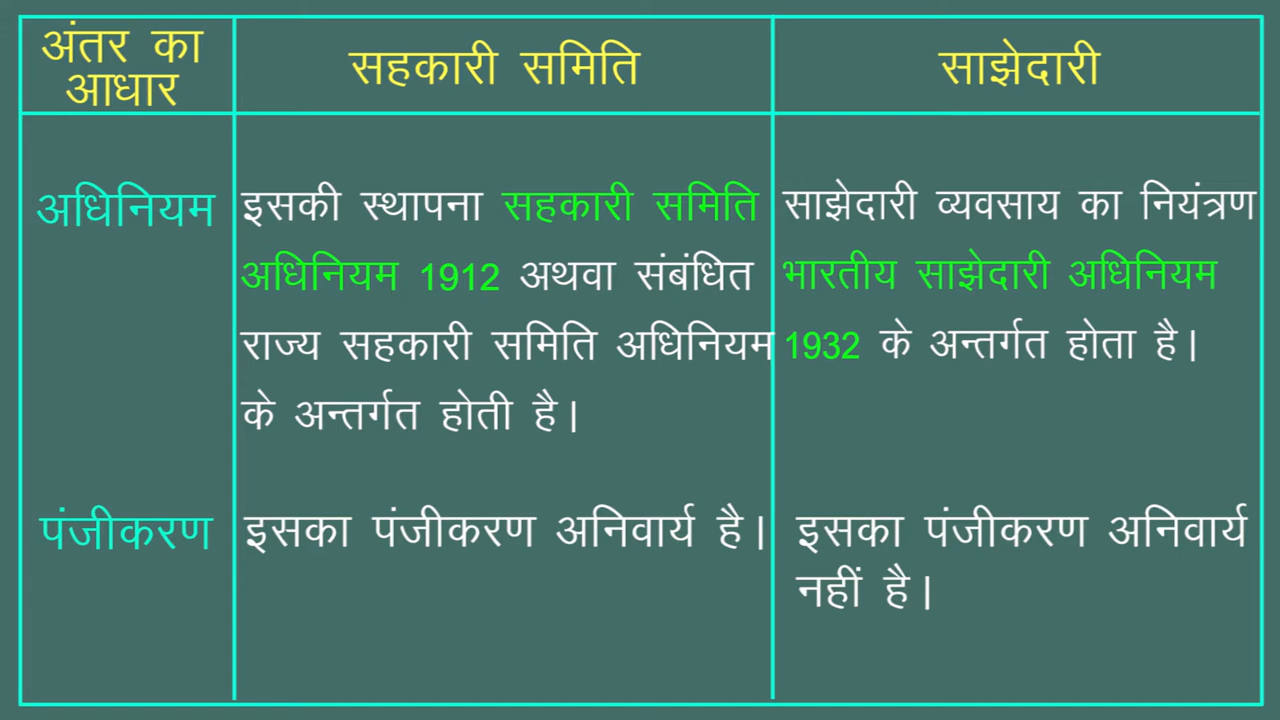 अंतर का
आधार
सहकारी समिति
साझेदारी
अधिनियम
इसकी स्थापना सहकारी समिति
अधिनियम 1912 अथवा संबंधित
राज्य सहकारी समिति अधिनियम
के अन्तर्गत होती है।
साझेदारी व्यवसाय का नियंत्रण
भारतीय साझेदारी अधिनियम
1932 के अन्तर्गत होता है।
पंजीकरण
इसका पंजीकरण अनिवार्य है।
इसका पंजीकरण अनिवार्य
नहीं है।